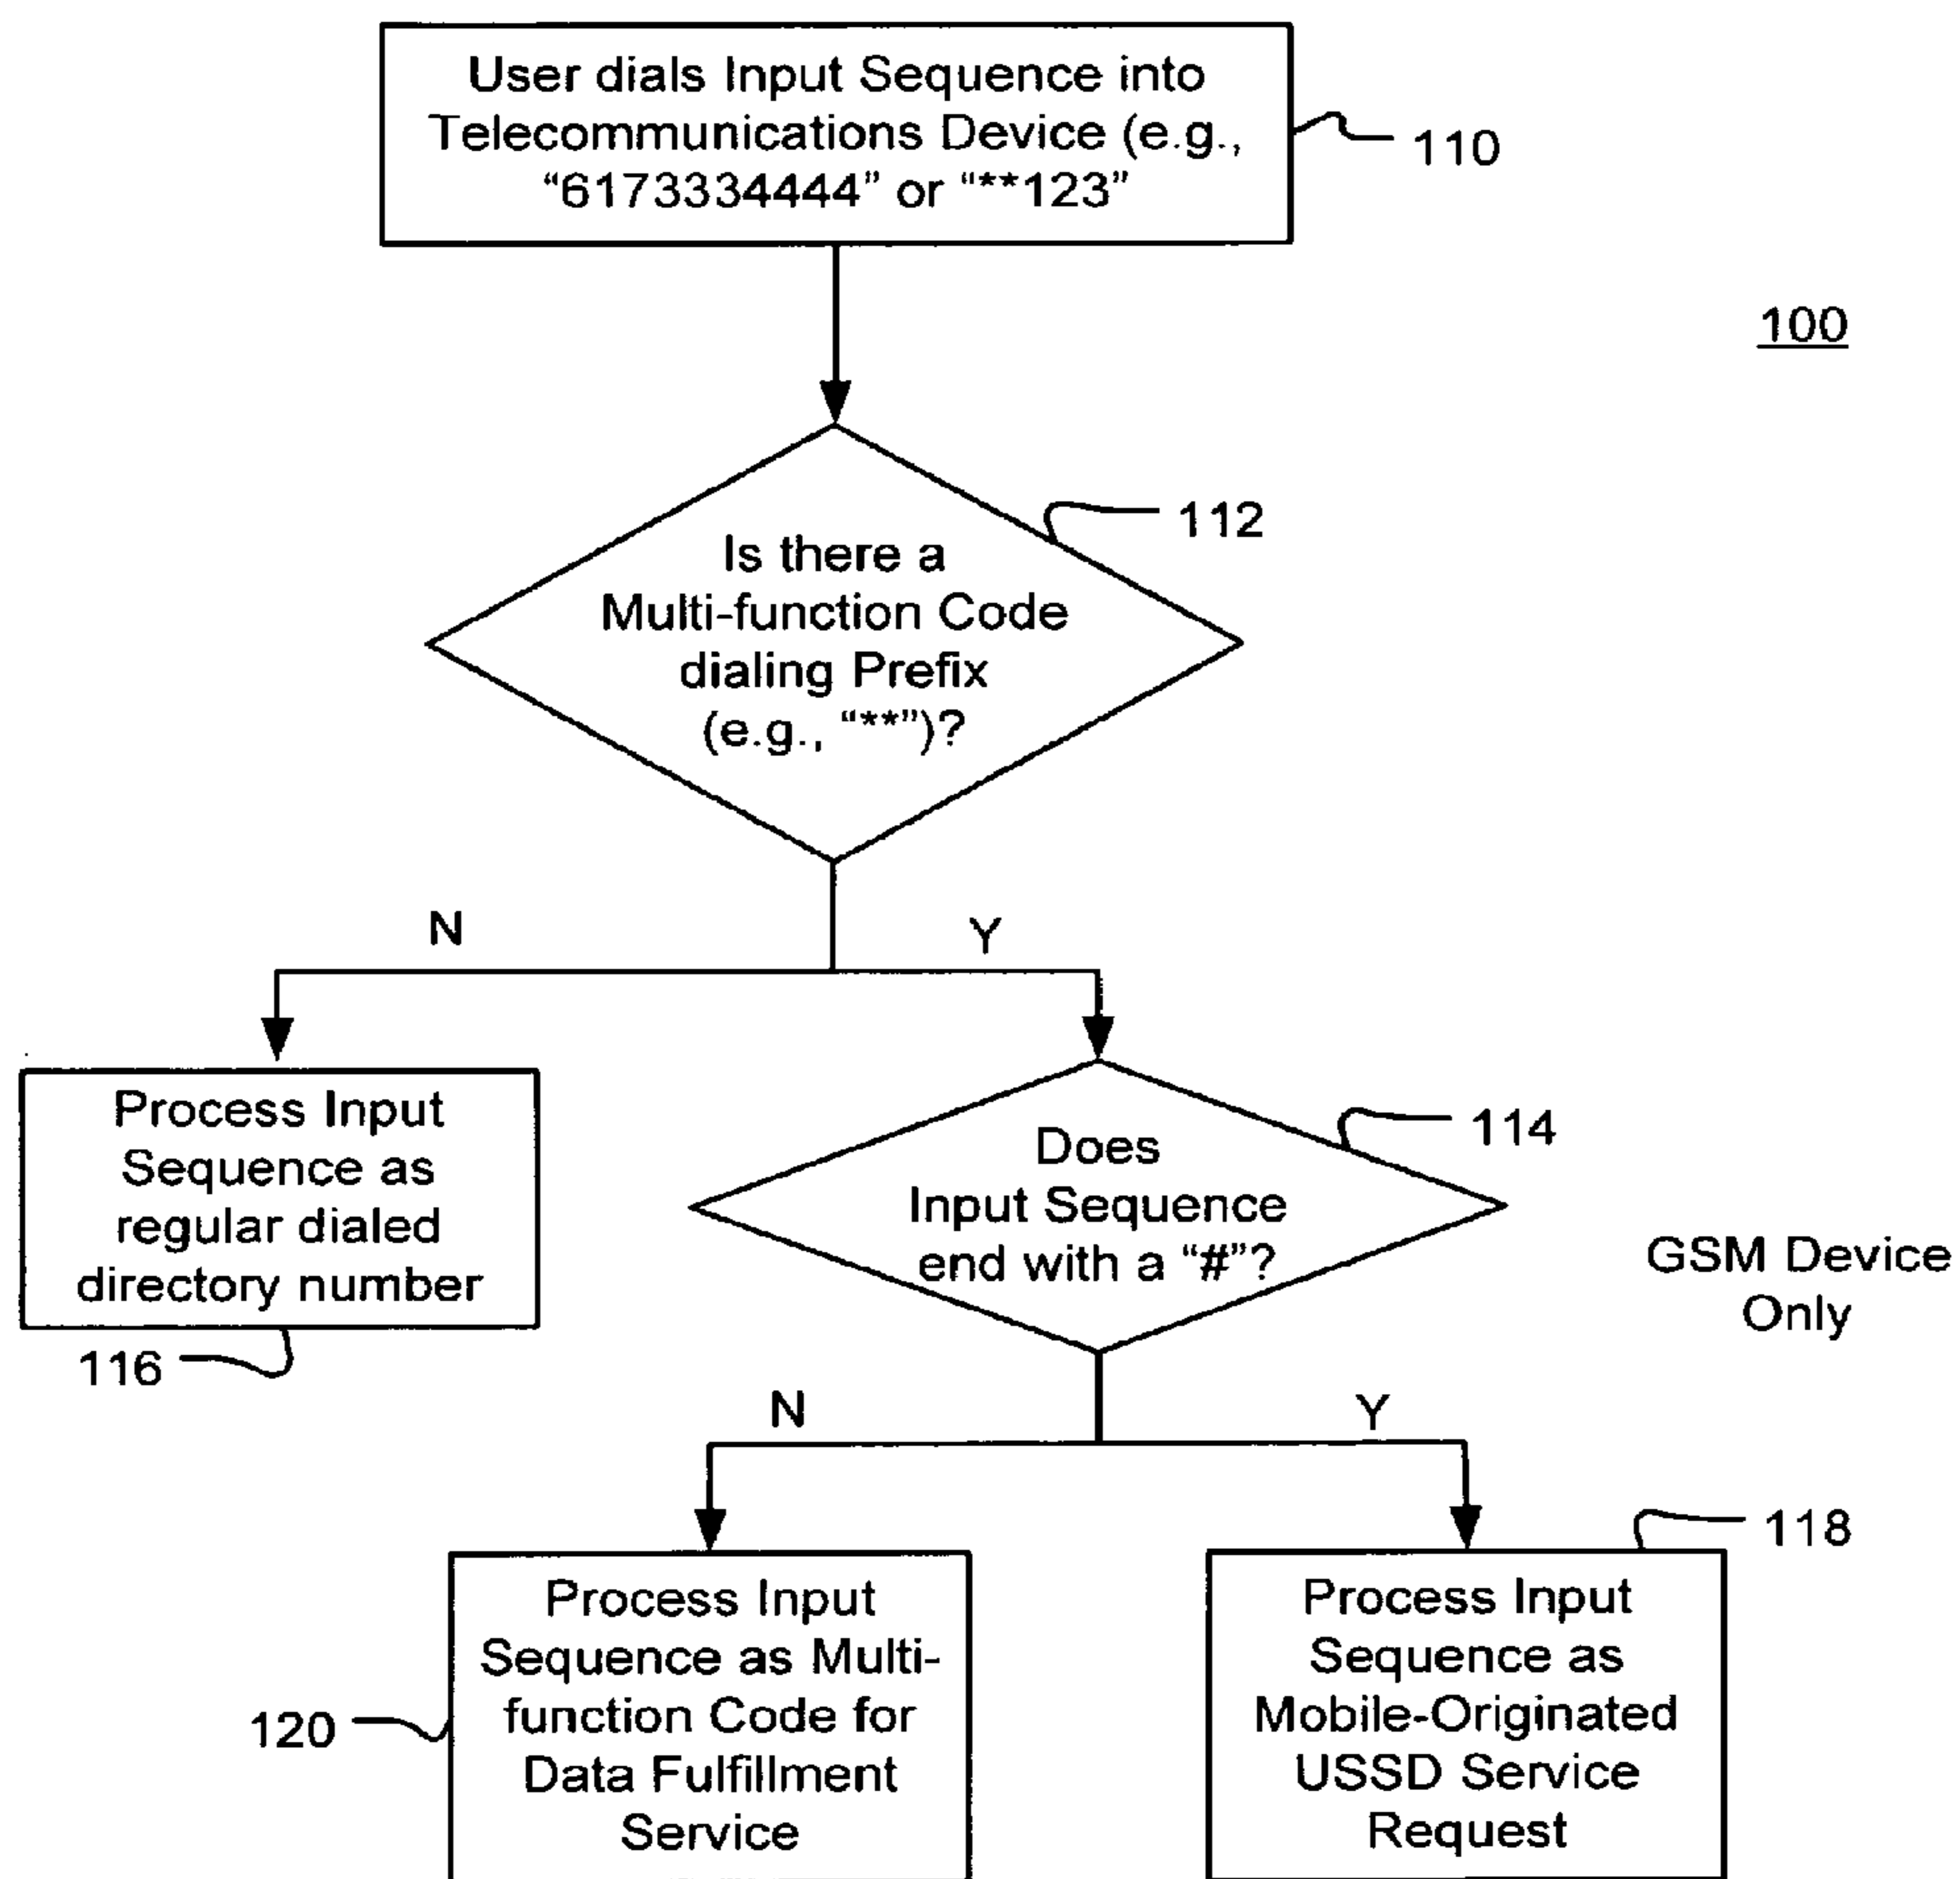 User dials Input Sequence into
Telecommunications Device (e.g.,
“6173334444” or “**123”
110
100
112
Is there a
Multi-function Code
dialing Prefix
(e.g., “**”)?
N
Y
Process Input
Sequence as
regular dialed
directory number
116
114
Does
Input Sequence
end with a “#”?
GSM Device
Only
N
Y
118
Process Input
Sequence as Multi-
function Code for
Data Fulfillment
Service
120
Process Input
Sequence as
Mobile-Originated
USSD Service
Request